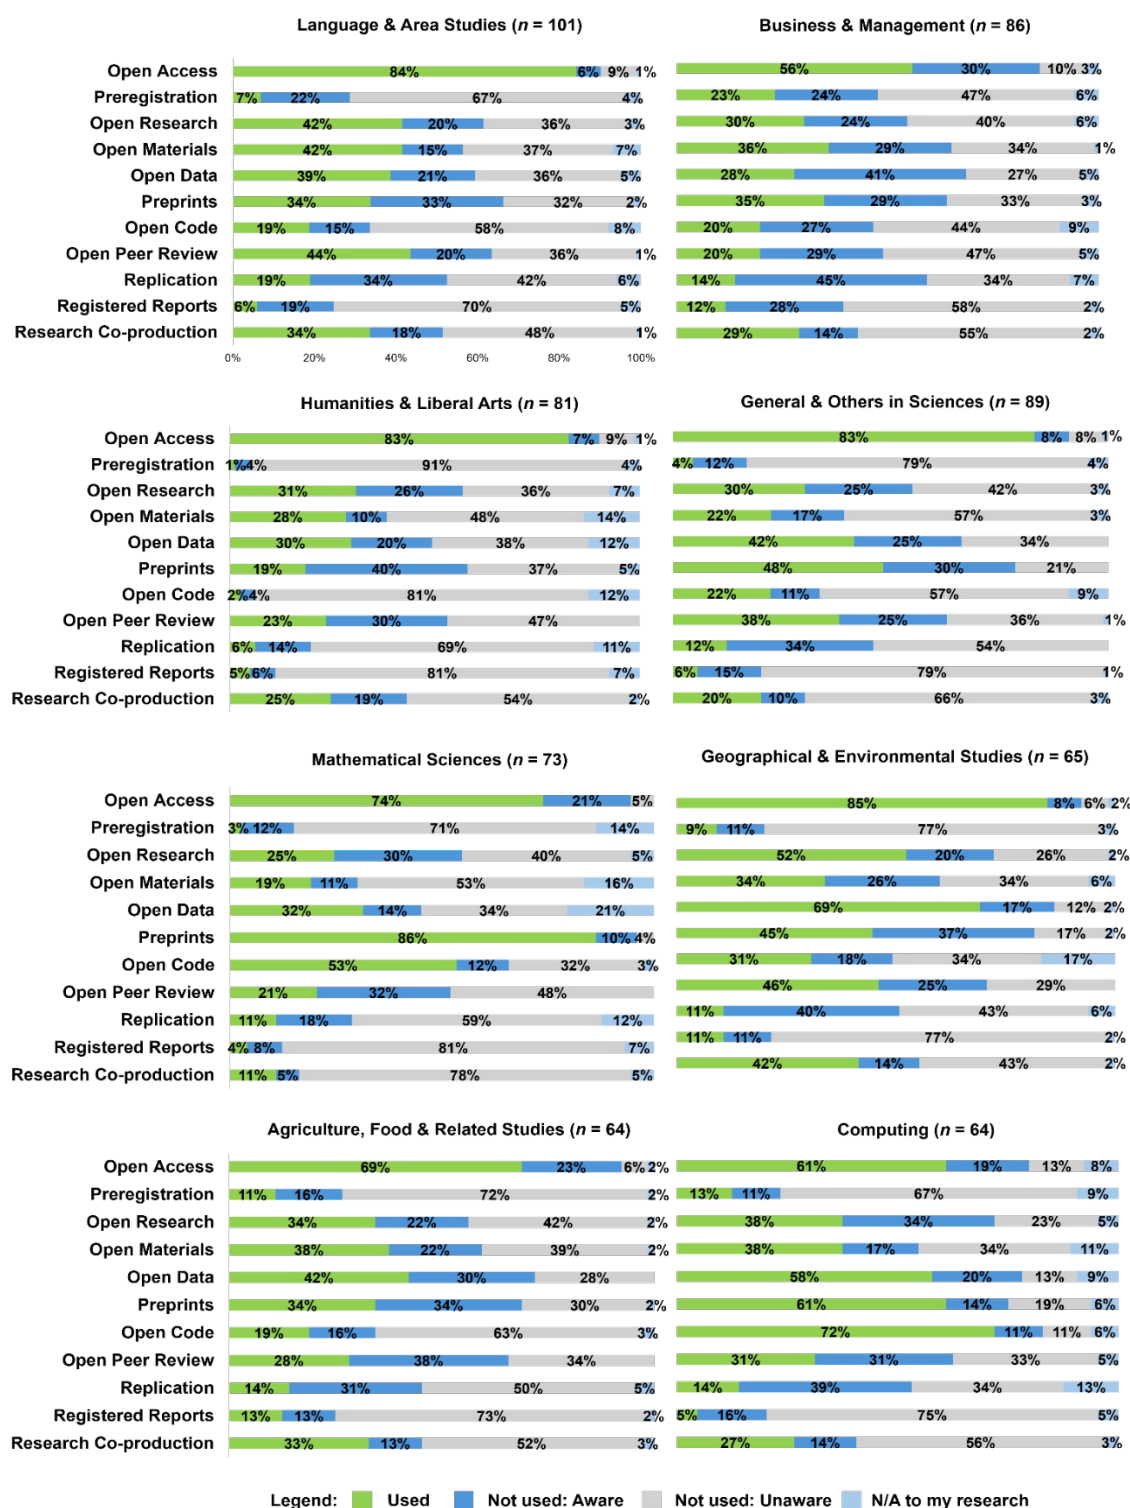 Language & Area Studies (n = 101)
Open Access 84% 6% 9% 1%
Preregistration 7% 22% 67% 4%
Open Research 42% 20% 36% 3%
Open Materials 42% 15% 37% 7%
Open Data 39% 21% 36% 5%
Preprints 34% 33% 32% 2%
Open Code 19% 15% 58% 8%
Open Peer Review 44% 20% 36% 1%
Replication 19% 34% 42% 6%
Registered Reports 6% 19% 70% 5%
Research Co-production 34% 18% 48% 1%
0% 20% 40% 60% 80% 100%
Business & Management (n = 86)
56% 30% 10% 3%
23% 24% 47% 6%
30% 24% 40% 6%
36% 29% 34% 1%
28% 41% 27% 5%
35% 29% 33% 3%
20% 27% 44% 9%
20% 29% 47% 5%
14% 45% 34% 7%
12% 28% 58% 2%
29% 14% 55% 2%
Humanities & Liberal Arts (n = 81)
Open Access 83% 7% 9% 1%
Preregistration 1% 4% 91% 4%
Open Research 31% 26% 36% 7%
Open Materials 28% 10% 48% 14%
Open Data 30% 20% 38% 12%
Preprints 19% 40% 37% 5%
Open Code 2% 4% 81% 12%
Open Peer Review 23% 30% 47%
Replication 6% 14% 69% 11%
Registered Reports 5% 6% 81% 7%
Research Co-production 25% 19% 54% 2%
General & Others in Sciences (n = 89)
83% 8% 8% 1%
4% 12% 79% 4%
30% 25% 42% 3%
22% 17% 57% 3%
42% 25% 34%
48% 30% 21%
22% 11% 57% 9%
38% 25% 36% 1%
12% 34% 54%
6% 15% 79% 1%
20% 10% 66% 3%
Mathematical Sciences (n = 73)
Open Access 74% 21% 5%
Preregistration 3% 12% 71% 14%
Open Research 25% 30% 40% 5%
Open Materials 19% 11% 53% 16%
Open Data 32% 14% 34% 21%
Preprints 86% 10% 4%
Open Code 53% 12% 32% 3%
Open Peer Review 21% 32% 48%
Replication 11% 18% 59% 12%
Registered Reports 4% 8% 81% 7%
Research Co-production 11% 5% 78% 5%
Geographical & Environmental Studies (n = 65)
85% 8% 6% 2%
9% 11% 77% 3%
52% 20% 26% 2%
34% 26% 34% 6%
69% 17% 12% 2%
45% 37% 17% 2%
31% 18% 34% 17%
46% 25% 29%
11% 40% 43% 6%
11% 11% 77% 2%
42% 14% 43% 2%
Agriculture, Food & Related Studies (n = 64)
Open Access 69% 23% 6% 2%
Preregistration 11% 16% 72% 2%
Open Research 34% 22% 42% 2%
Open Materials 38% 22% 39% 2%
Open Data 42% 30% 28%
Preprints 34% 34% 30% 2%
Open Code 19% 16% 63% 3%
Open Peer Review 28% 38% 34%
Replication 14% 31% 50% 5%
Registered Reports 13% 13% 73% 2%
Research Co-production 33% 13% 52% 3%
Computing (n = 64)
61% 19% 13% 8%
13% 11% 67% 9%
38% 34% 23% 5%
38% 17% 34% 11%
58% 20% 13% 9%
61% 14% 19% 6%
72% 11% 11% 6%
31% 31% 33% 5%
14% 39% 34% 13%
5% 16% 75% 5%
27% 14% 56% 3%
Legend: Used Not used: Aware Not used: Unaware N/A to my research